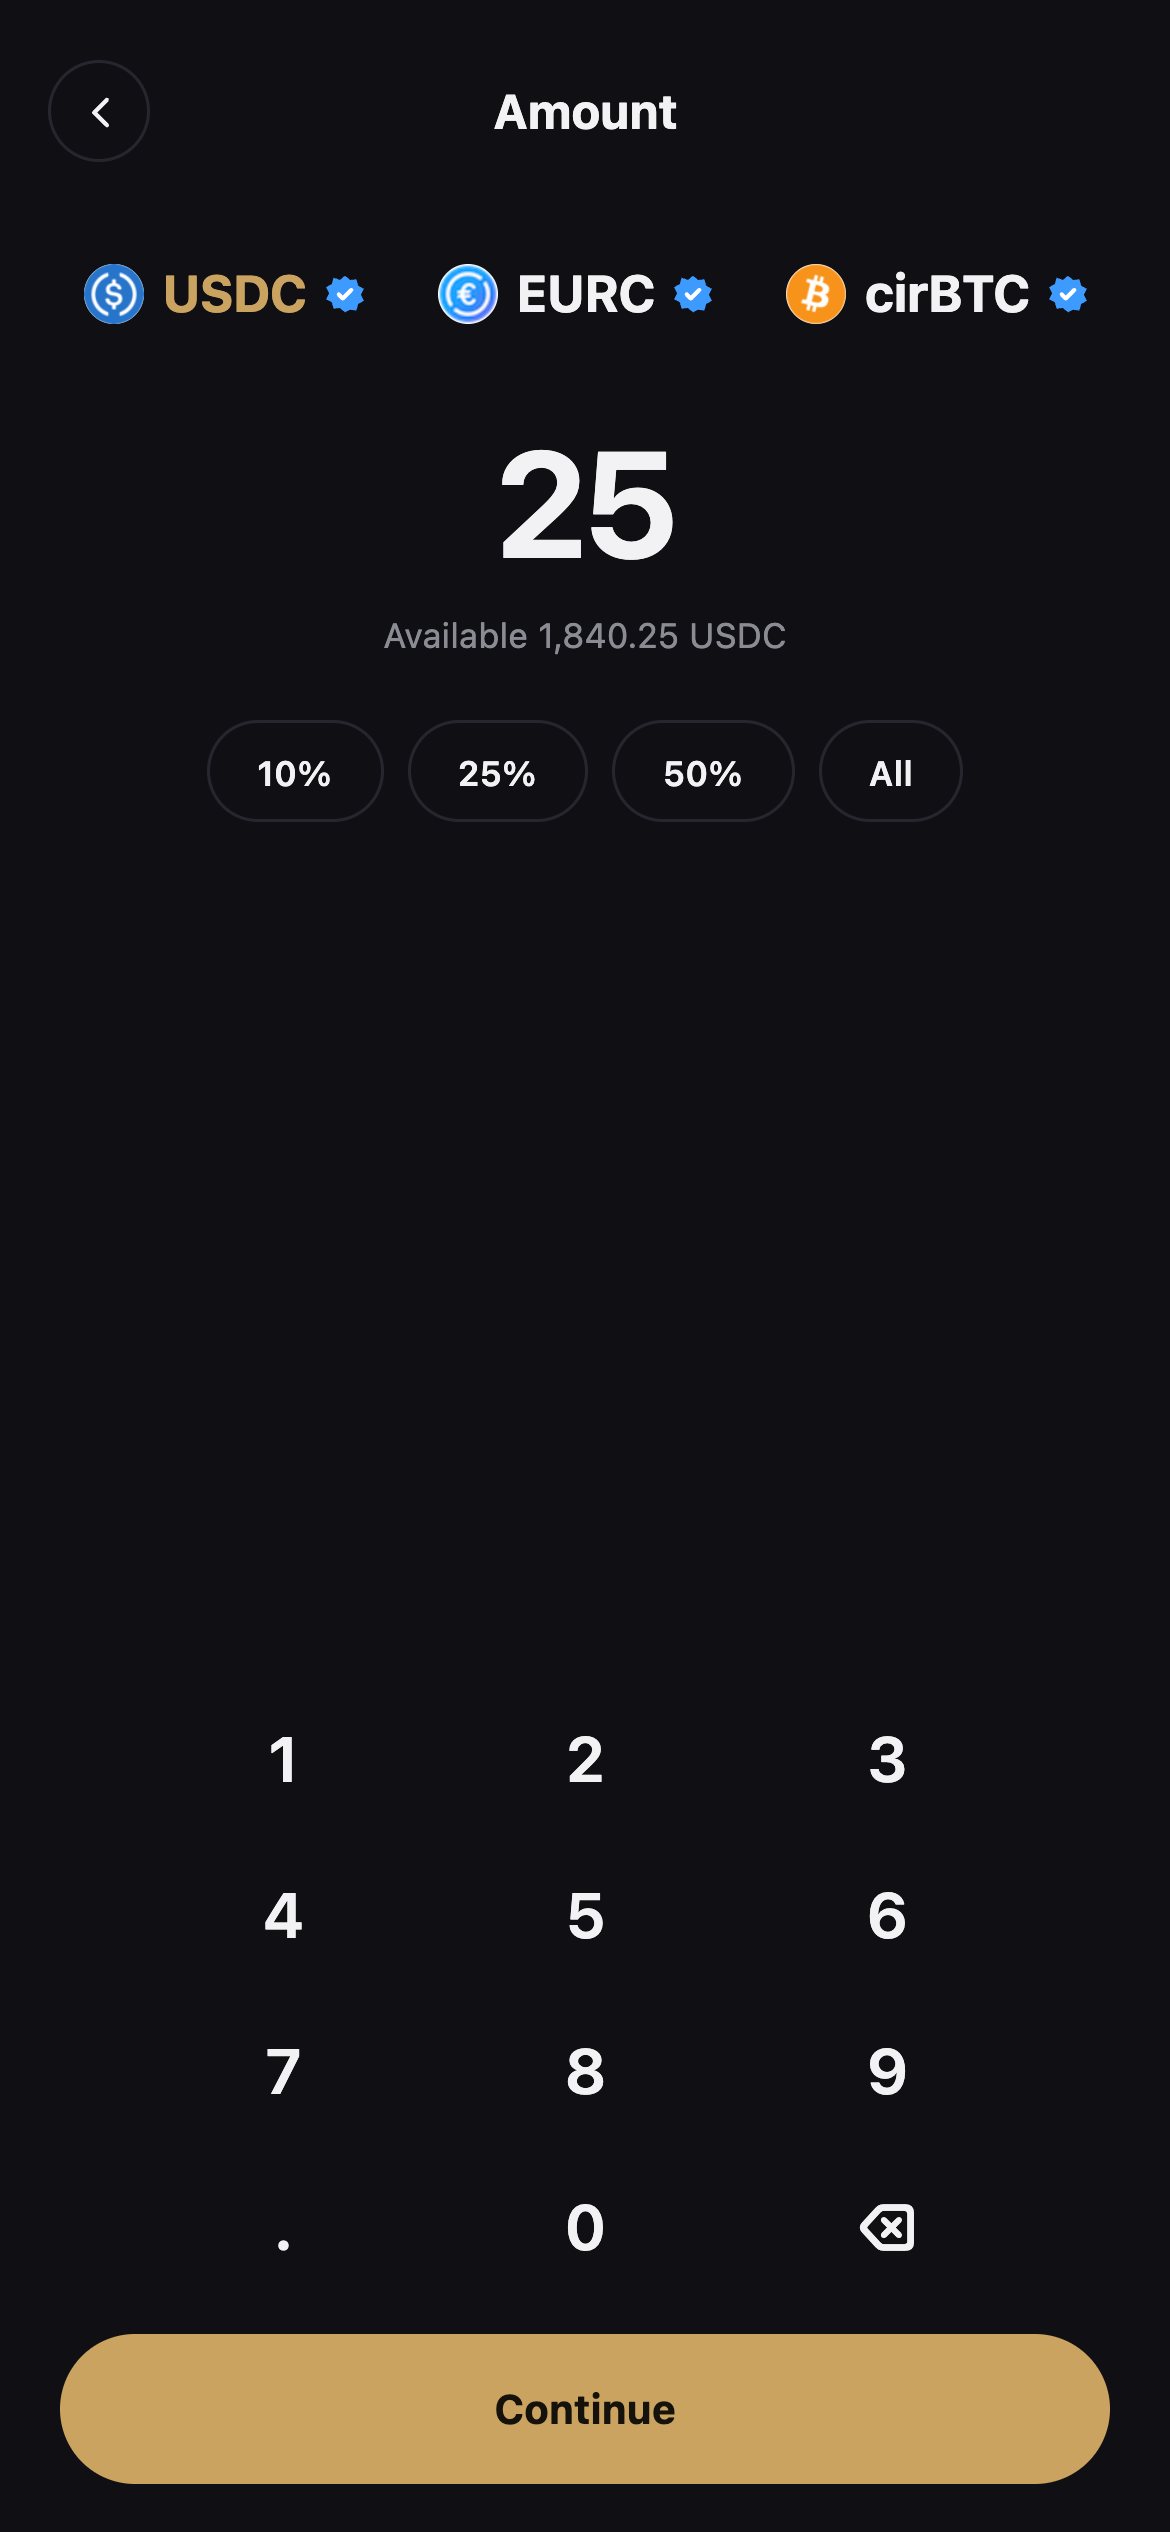 Amount
USDC EURC cirBTC
25
Available 1,840.25 USDC
10% 25% 50% All
1 2 3
4 5 6
7 8 9
. 0
Continue